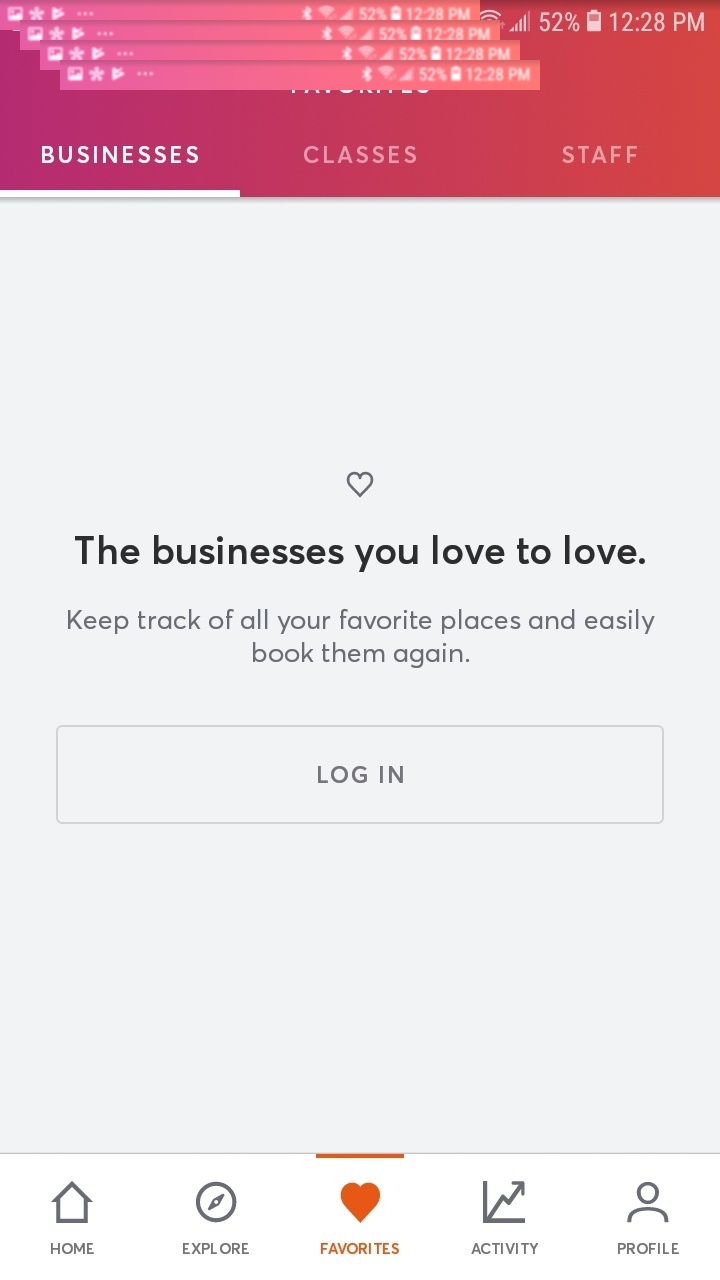 52% 12:28 PM
52% 12:28 PM
52% 12:28 PM
52% 12:28 PM
52% 12:28 PM
FAVORITES
BUSINESSES CLASSES STAFF
The businesses you love to love.
Keep track of all your favorite places and easily
book them again.
LOG IN
HOME EXPLORE FAVORITES ACTIVITY PROFILE